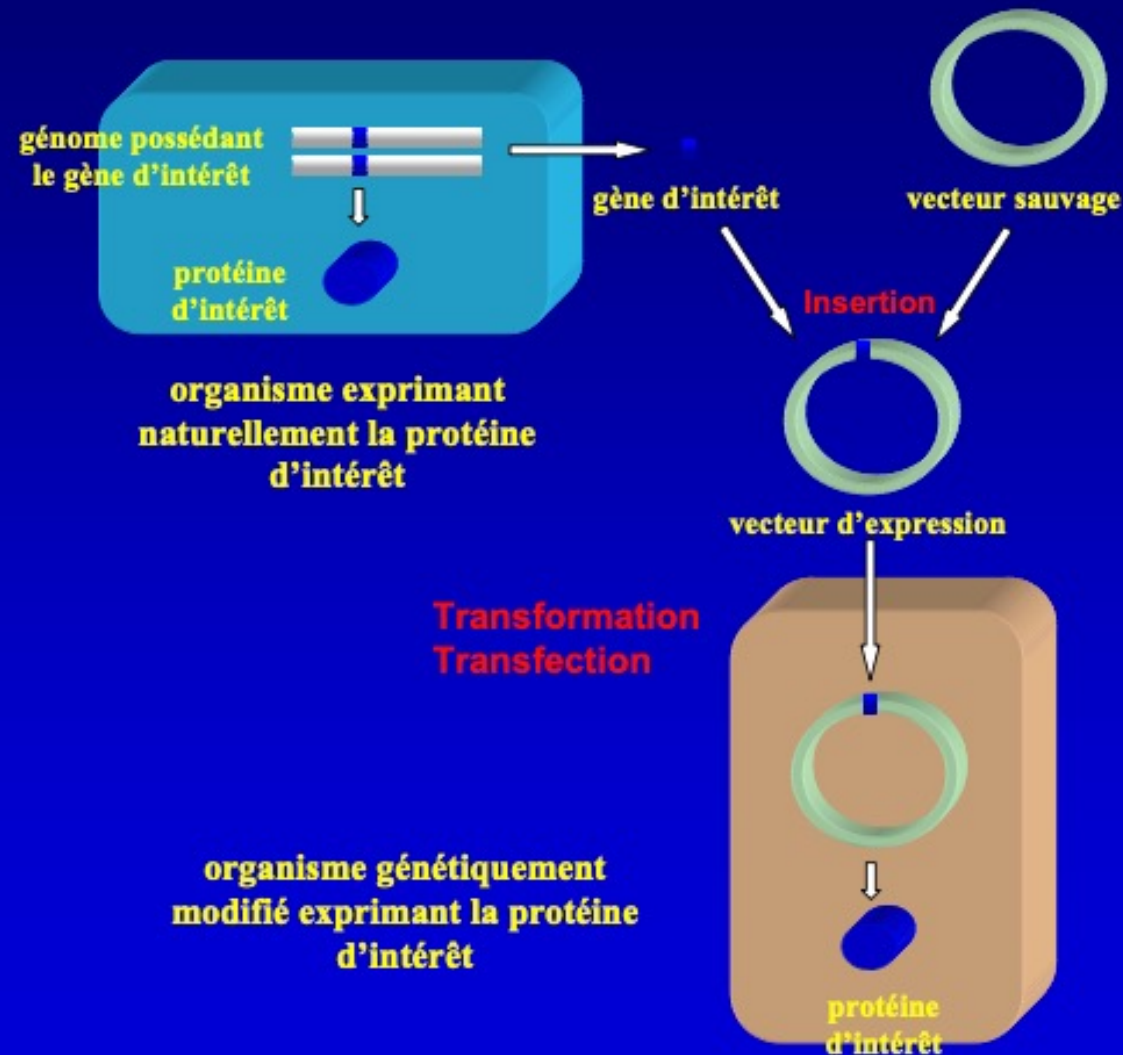 génome possédant
le gène d'intérêt
protéine
d'intérêt
gène d'intérêt
vecteur sauvage
Insertion
organisme exprimant
naturellement la protéine
d'intérêt
vecteur d'expression
Transformation
Transfection
organisme génétiquement
modifié exprimant la protéine
d'intérêt
protéine
d'intérêt